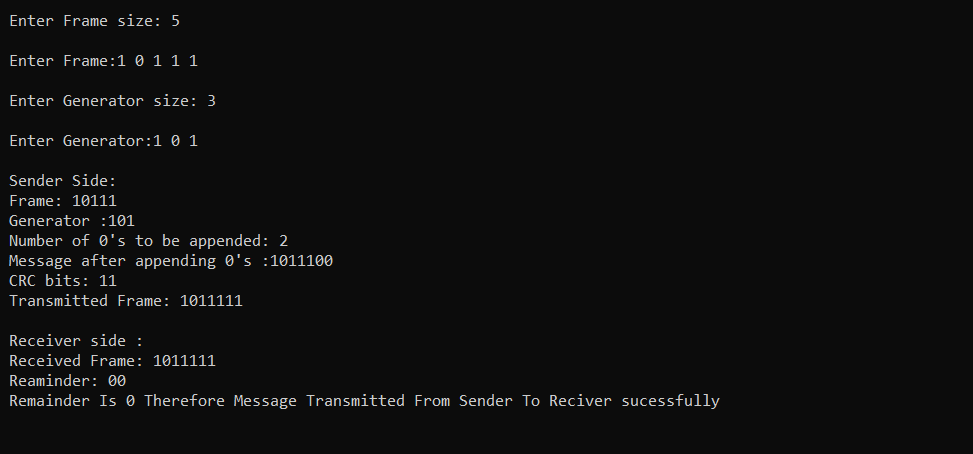 Enter Frame size: 5
Enter Frame:1 0 1 1 1
Enter Generator size: 3
Enter Generator:1 0 1
Sender Side:
Frame: 10111
Generator :101
Number of 0's to be appended: 2
Message after appending 0's :1011100
CRC bits: 11
Transmitted Frame: 1011111
Receiver side :
Received Frame: 1011111
Reaminder: 00
Remainder Is 0 Therefore Message Transmitted From Sender To Reciver sucessfully